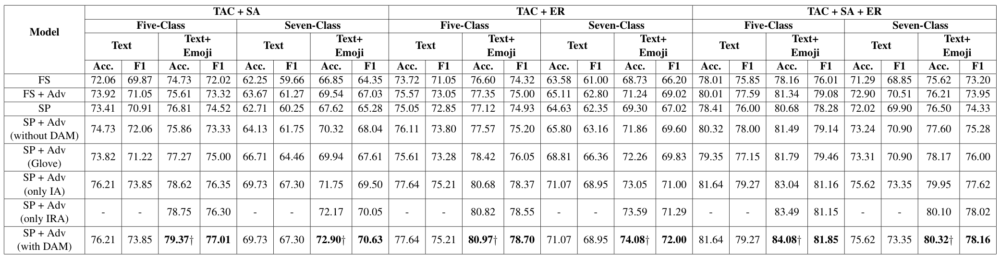 Model TAC + SA TAC + ER TAC + SA + ER
Five-Class Seven-Class Five-Class Seven-Class Five-Class Seven-Class
Text Text+ Emoji Text Text+ Emoji Text Text+ Emoji Text Text+ Emoji Text Text+ Emoji Text Text+ Emoji
Acc. F1 Acc. F1 Acc. F1 Acc. F1 Acc. F1 Acc. F1 Acc. F1 Acc. F1 Acc. F1 Acc. F1 Acc. F1 Acc. F1
FS 72.06 69.87 74.73 72.02 62.25 59.66 66.85 64.35 73.72 71.05 76.60 74.32 63.58 61.00 68.73 66.20 78.01 75.85 78.16 76.01 71.29 68.85 75.62 73.20
FS + Adv 73.92 71.05 75.61 73.32 63.67 61.27 69.54 67.03 75.57 73.05 77.35 75.00 65.11 62.80 71.24 69.02 80.01 77.59 81.34 79.08 72.90 70.51 76.21 73.95
SP 73.41 70.91 76.81 74.52 62.71 60.25 67.62 65.28 75.05 72.85 77.12 74.93 64.63 62.35 69.30 67.02 78.41 76.00 80.68 78.28 72.02 69.90 76.50 74.33
SP + Adv
(without DAM) 74.73 72.06 75.86 73.33 64.13 61.75 70.32 68.04 76.11 73.80 77.57 75.20 65.80 63.16 71.86 69.60 80.32 78.00 81.49 79.14 73.24 70.90 77.60 75.28
SP + Adv
(Glove) 73.82 71.22 77.27 75.00 66.71 64.46 69.94 67.61 75.61 73.28 78.42 76.05 68.81 66.36 72.26 69.83 79.35 77.15 81.79 79.46 73.31 70.90 78.17 76.00
SP + Adv
(only IA) 76.21 73.85 78.62 76.35 69.73 67.30 71.75 69.50 77.64 75.21 80.68 78.37 71.07 68.95 73.05 71.00 81.64 79.27 83.04 81.16 75.62 73.35 79.95 77.62
SP + Adv
(only IRA) - - 78.75 76.30 - - 72.17 70.05 - - 80.82 78.55 - - 73.59 71.29 - - 83.49 81.15 - - 80.10 78.02
SP + Adv
(with DAM) 76.21 73.85 79.37† 77.01 69.73 67.30 72.90† 70.63 77.64 75.21 80.97† 78.70 71.07 68.95 74.08† 72.00 81.64 79.27 84.08† 81.85 75.62 73.35 80.32† 78.16